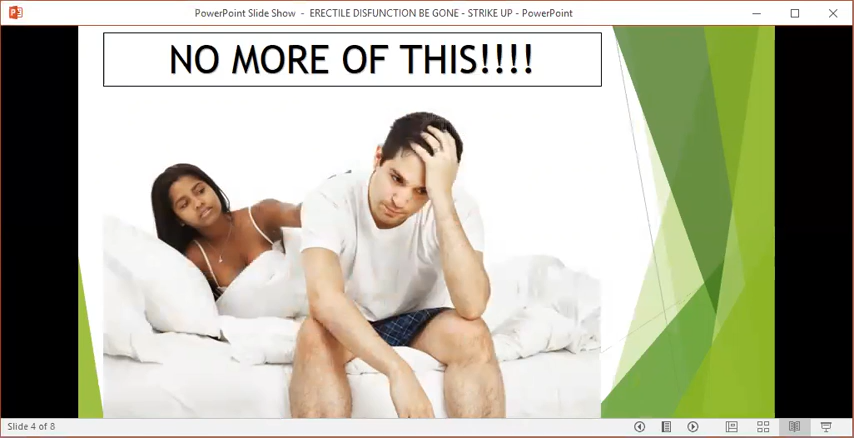 PowerPoint Slide Show - ERECTILE DISFUNCTION BE GONE - STRIKE UP - PowerPoint
NO MORE OF THIS!!!!
Slide 4 of 8